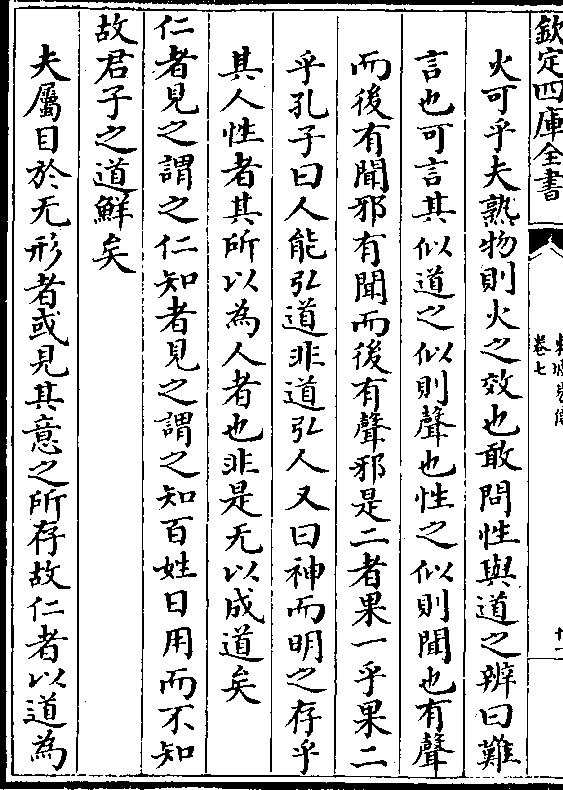 欽定四庫全書
卷七
火可乎夫熟物則火之效也敢問性與道之辨曰難
言也可言其似道之似則聲也性之似則聞也有聲
而後有聞邪有聞而後有聲邪是二者果一乎果二
乎孔子曰人能弘道非道弘人又曰神而明之存乎
其人性者其所以為人者也非是无以成道矣
仁者見之謂之仁知者見之謂之知百姓日用而不知
故君子之道鮮矣
夫屬目於无形者或見其意之所存故仁者以道為